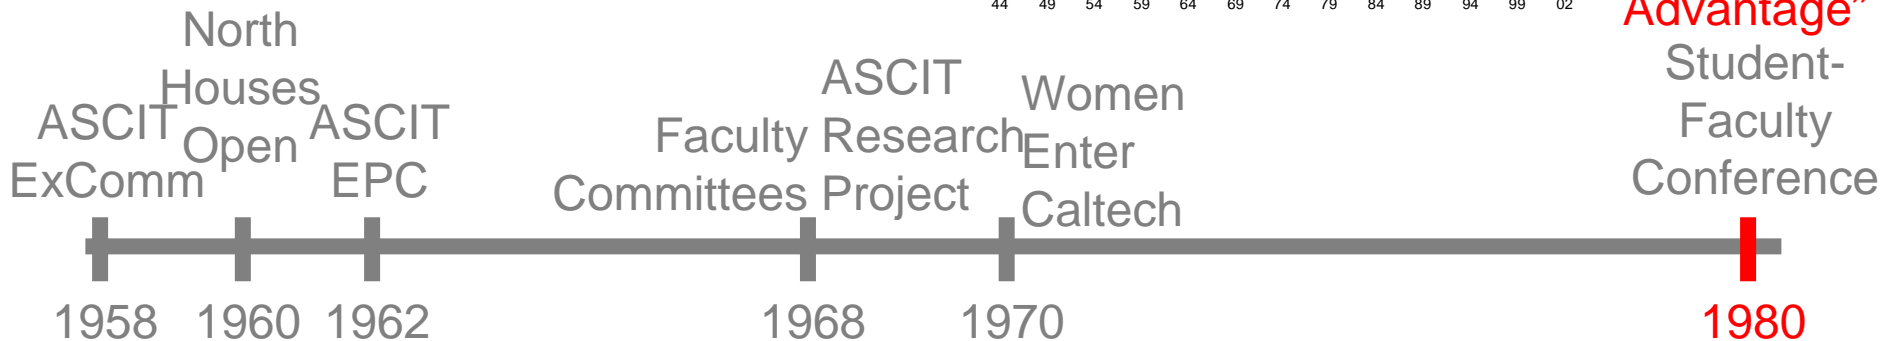 44 49 54 59 64 69 74 79 84 89 94 99 02
Advantage”
ASCIT
ExComm
North
Houses
Open
ASCIT
EPC
Faculty
Committees
ASCIT
Research
Project
Women
Enter
Caltech
Student-
Faculty
Conference
1958 1960 1962 1968 1970 1980